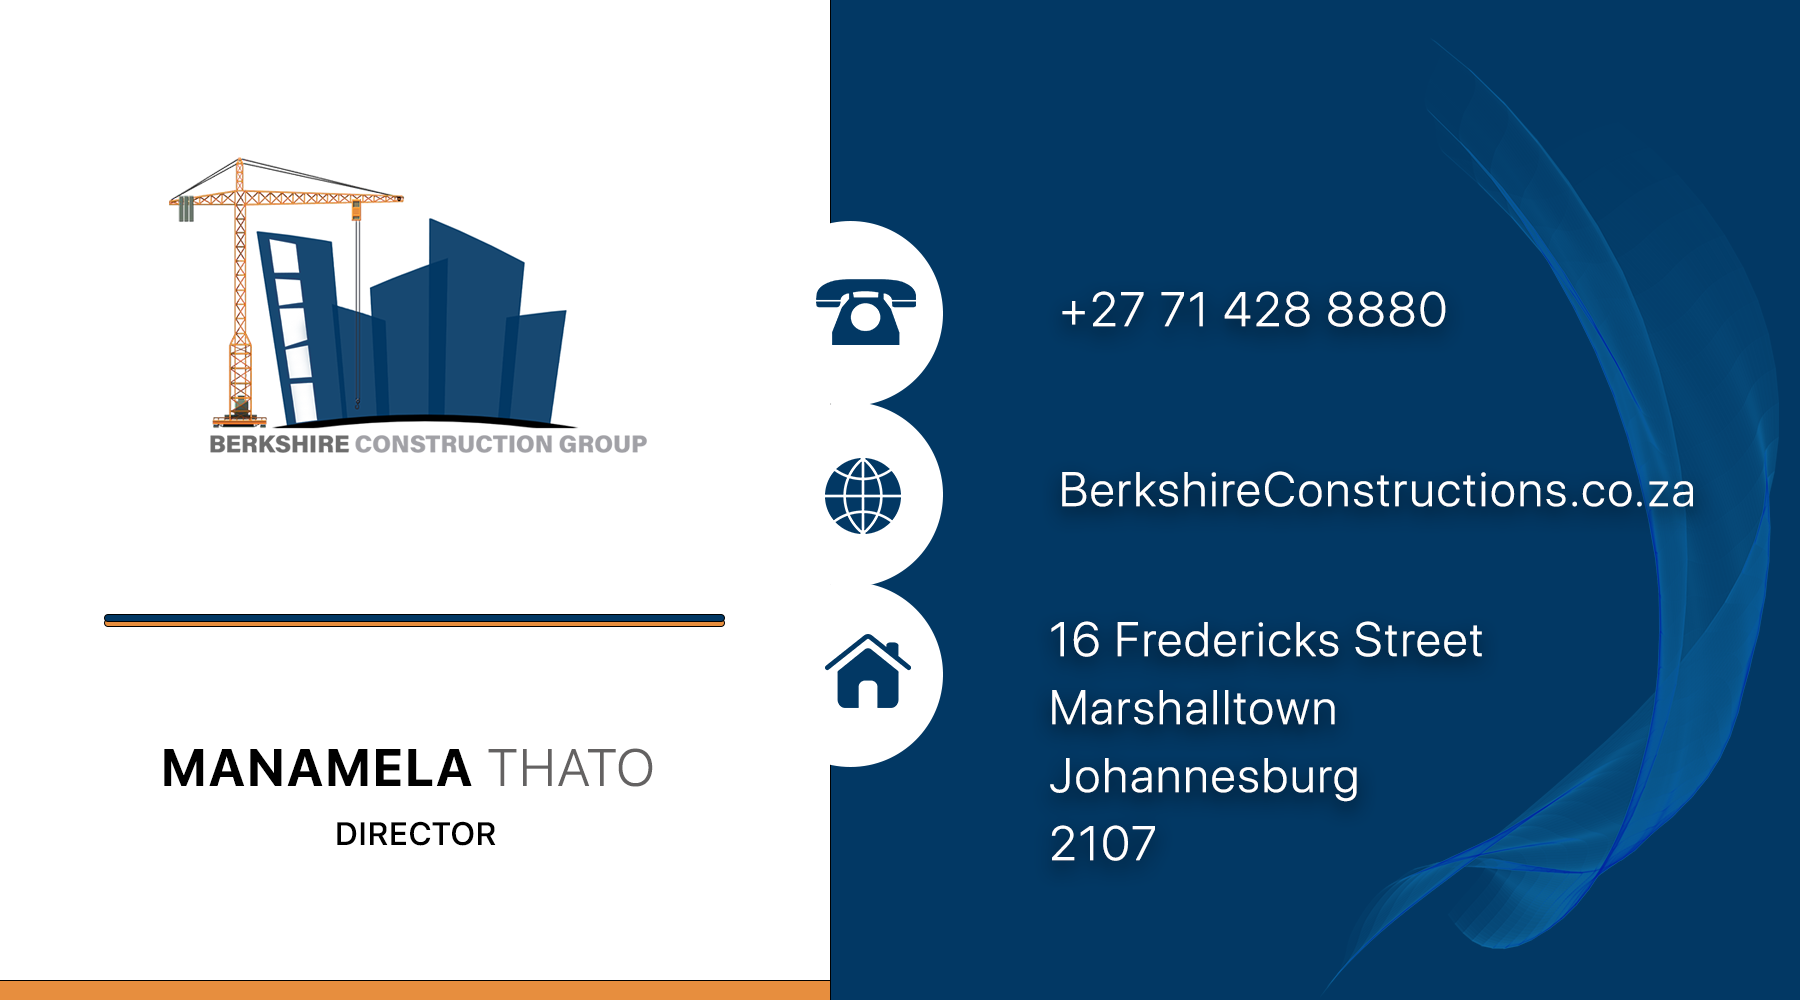 BERKSHIRE CONSTRUCTION GROUP
MANAMELA THATO
DIRECTOR
+27 71 428 8880
BerkshireConstructions.co.za
16 Fredericks Street
Marshalltown
Johannesburg
2107